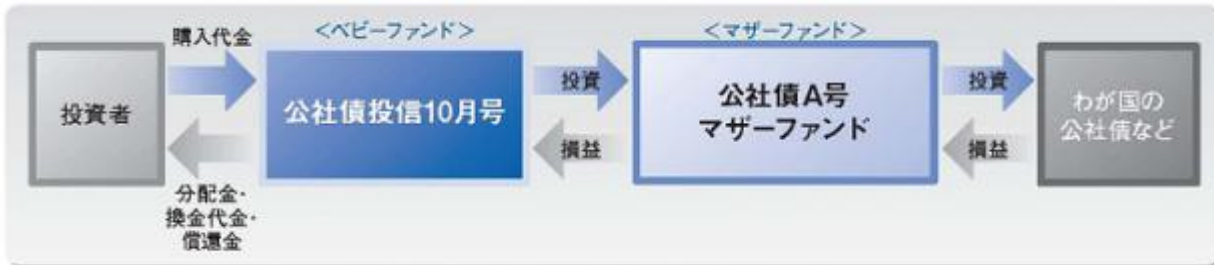 購入代金
<ベビーファンド>
<マザーファンド>
投資者
公社債投信10月号
投資
公社債A号
マザーファンド
投資
わが国の
公社債など
損益
損益
分配金・
換金代金・
償還金